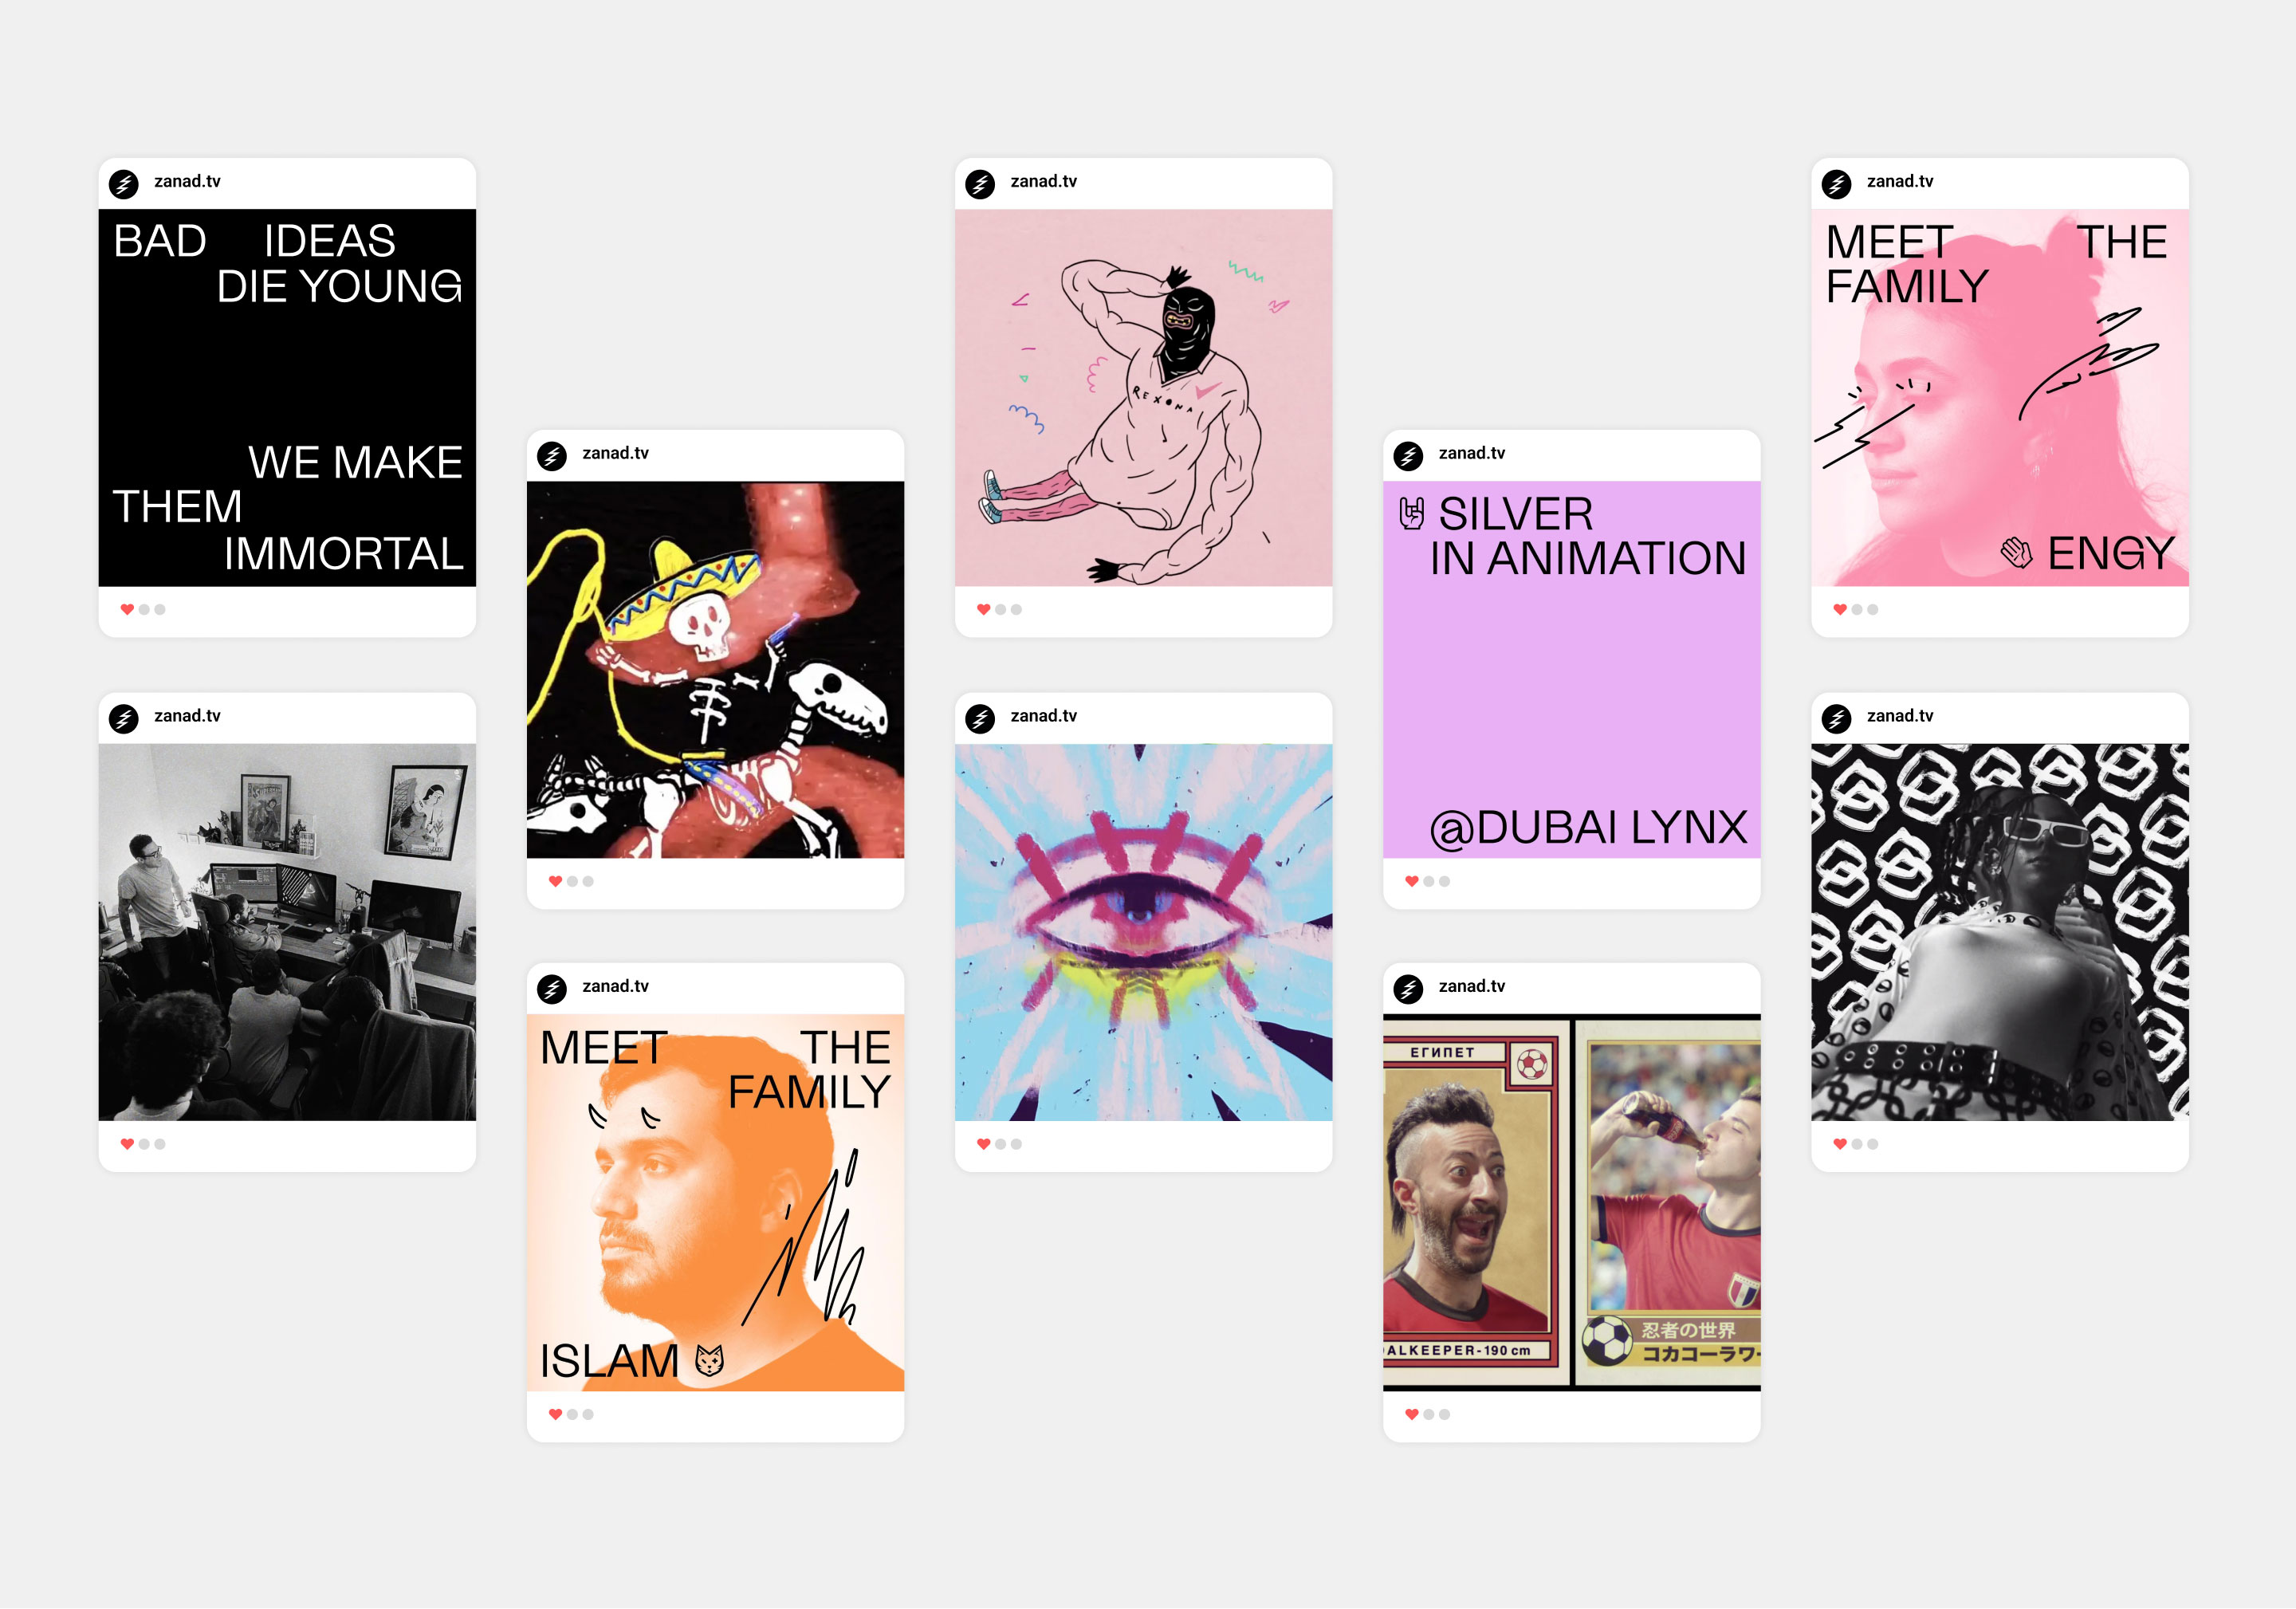 zanad.tv
BAD IDEAS
DIE YOUNG
WE MAKE
THEM
IMMORTAL
zanad.tv
zanad.tv
zanad.tv
MEET THE
FAMILY
ISLAM
zanad.tv
REXONA
zanad.tv
zanad.tv
SILVER
IN ANIMATION
@DUBAI LYNX
zanad.tv
ЕГИПЕТ
ALKEEPER-190 cm
忍者の世界
コカコーラワー
zanad.tv
MEET THE
FAMILY
ENGY
zanad.tv